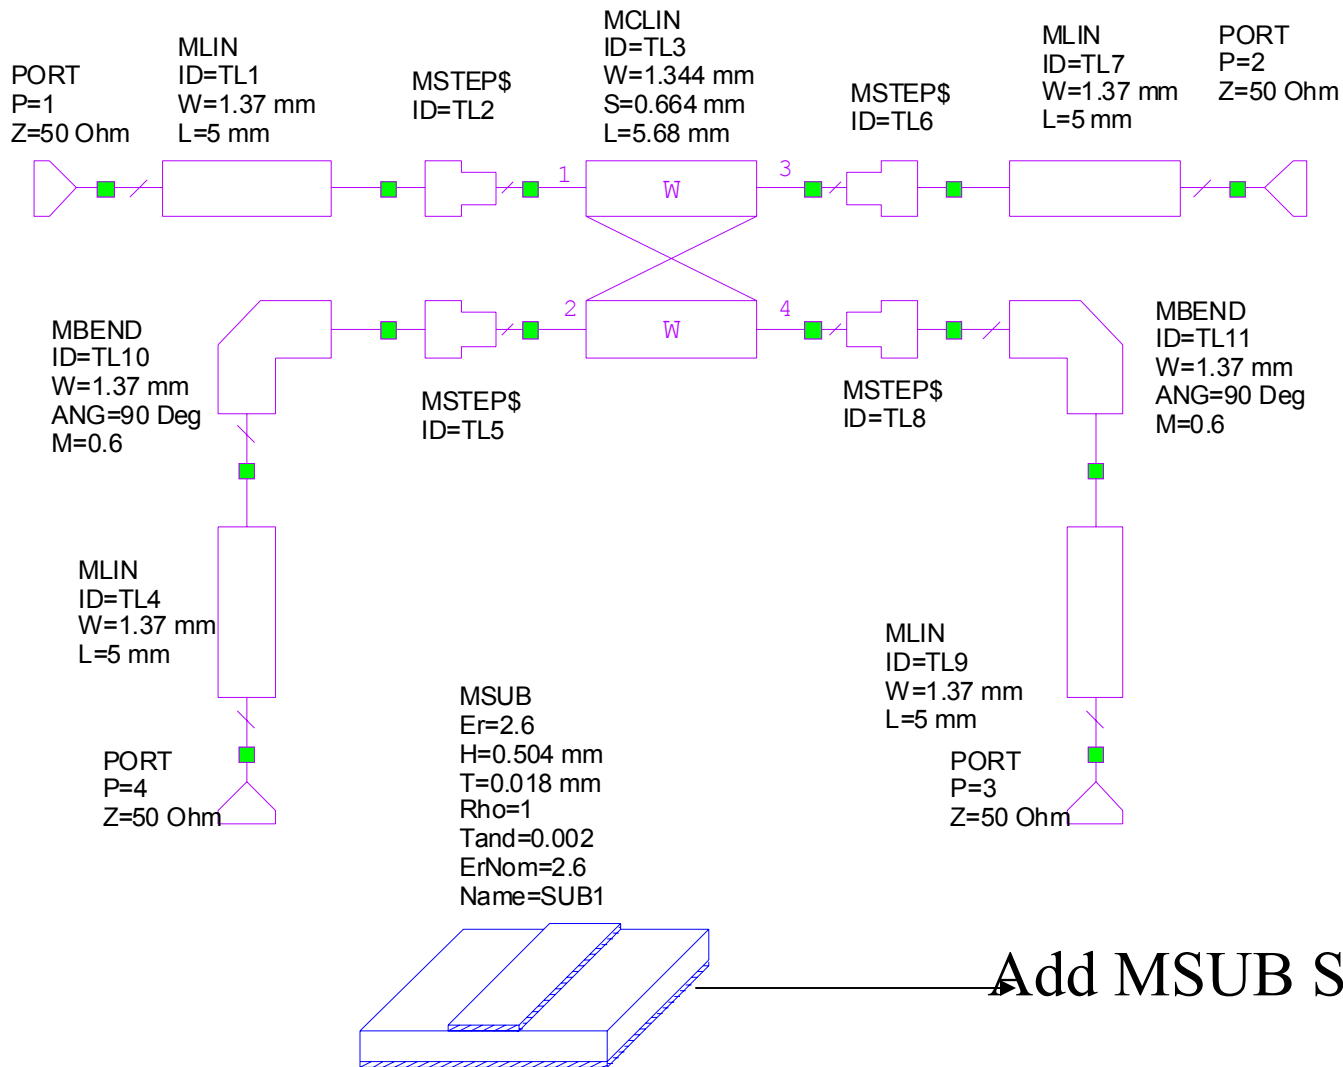 PORT
P=1
Z=50 Ohm
MLIN
ID=TL1
W=1.37 mm
L=5 mm
MSTEP$
ID=TL2
MCLIN
ID=TL3
W=1.344 mm
S=0.664 mm
L=5.68 mm
MSTEP$
ID=TL6
MLIN
ID=TL7
W=1.37 mm
L=5 mm
PORT
P=2
Z=50 Ohm
1
W
3
2
W
4
MBEND
ID=TL10
W=1.37 mm
ANG=90 Deg
M=0.6
MSTEP$
ID=TL5
MSTEP$
ID=TL8
MBEND
ID=TL11
W=1.37 mm
ANG=90 Deg
M=0.6
MLIN
ID=TL4
W=1.37 mm
L=5 mm
MLIN
ID=TL9
W=1.37 mm
L=5 mm
PORT
P=4
Z=50 Ohm
MSUB
Er=2.6
H=0.504 mm
T=0.018 mm
Rho=1
Tand=0.002
ErNom=2.6
Name=SUB1
PORT
P=3
Z=50 Ohm
Add MSUB S